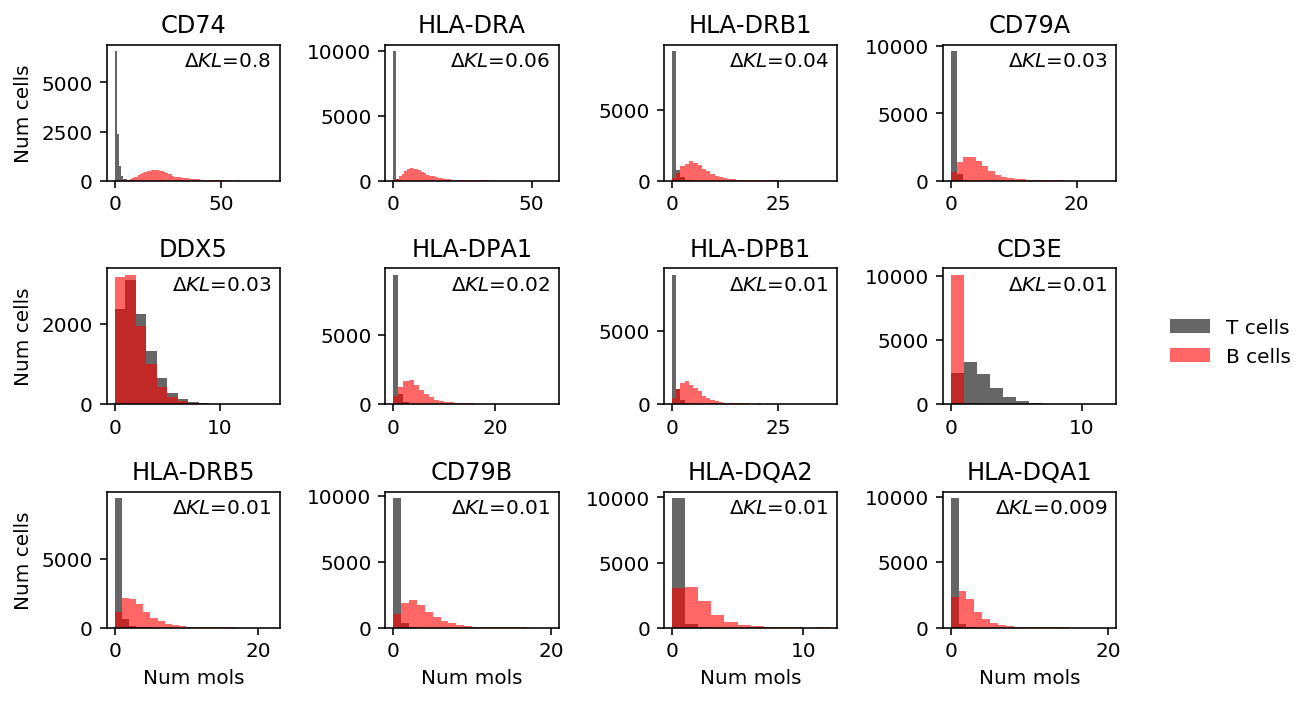 CD74
HLA-DRA
HLA-DRB1
CD79A
Num cells
5000
2500
0
ΔKL=0.8
0 50
10000
5000
0
ΔKL=0.06
0 50
5000
0
ΔKL=0.04
0 25
10000
5000
0
ΔKL=0.03
0 20
DDX5
HLA-DPA1
HLA-DPB1
CD3E
Num cells
2000
0
ΔKL=0.03
0 10
5000
0
ΔKL=0.02
0 20
5000
0
ΔKL=0.01
0 25
10000
5000
0
ΔKL=0.01
0 10
T cells
B cells
HLA-DRB5
CD79B
HLA-DQA2
HLA-DQA1
Num cells
5000
0
ΔKL=0.01
0 20
Num mols
10000
5000
0
ΔKL=0.01
0 20
Num mols
10000
5000
0
ΔKL=0.01
0 10
Num mols
10000
5000
0
ΔKL=0.009
0 20
Num mols